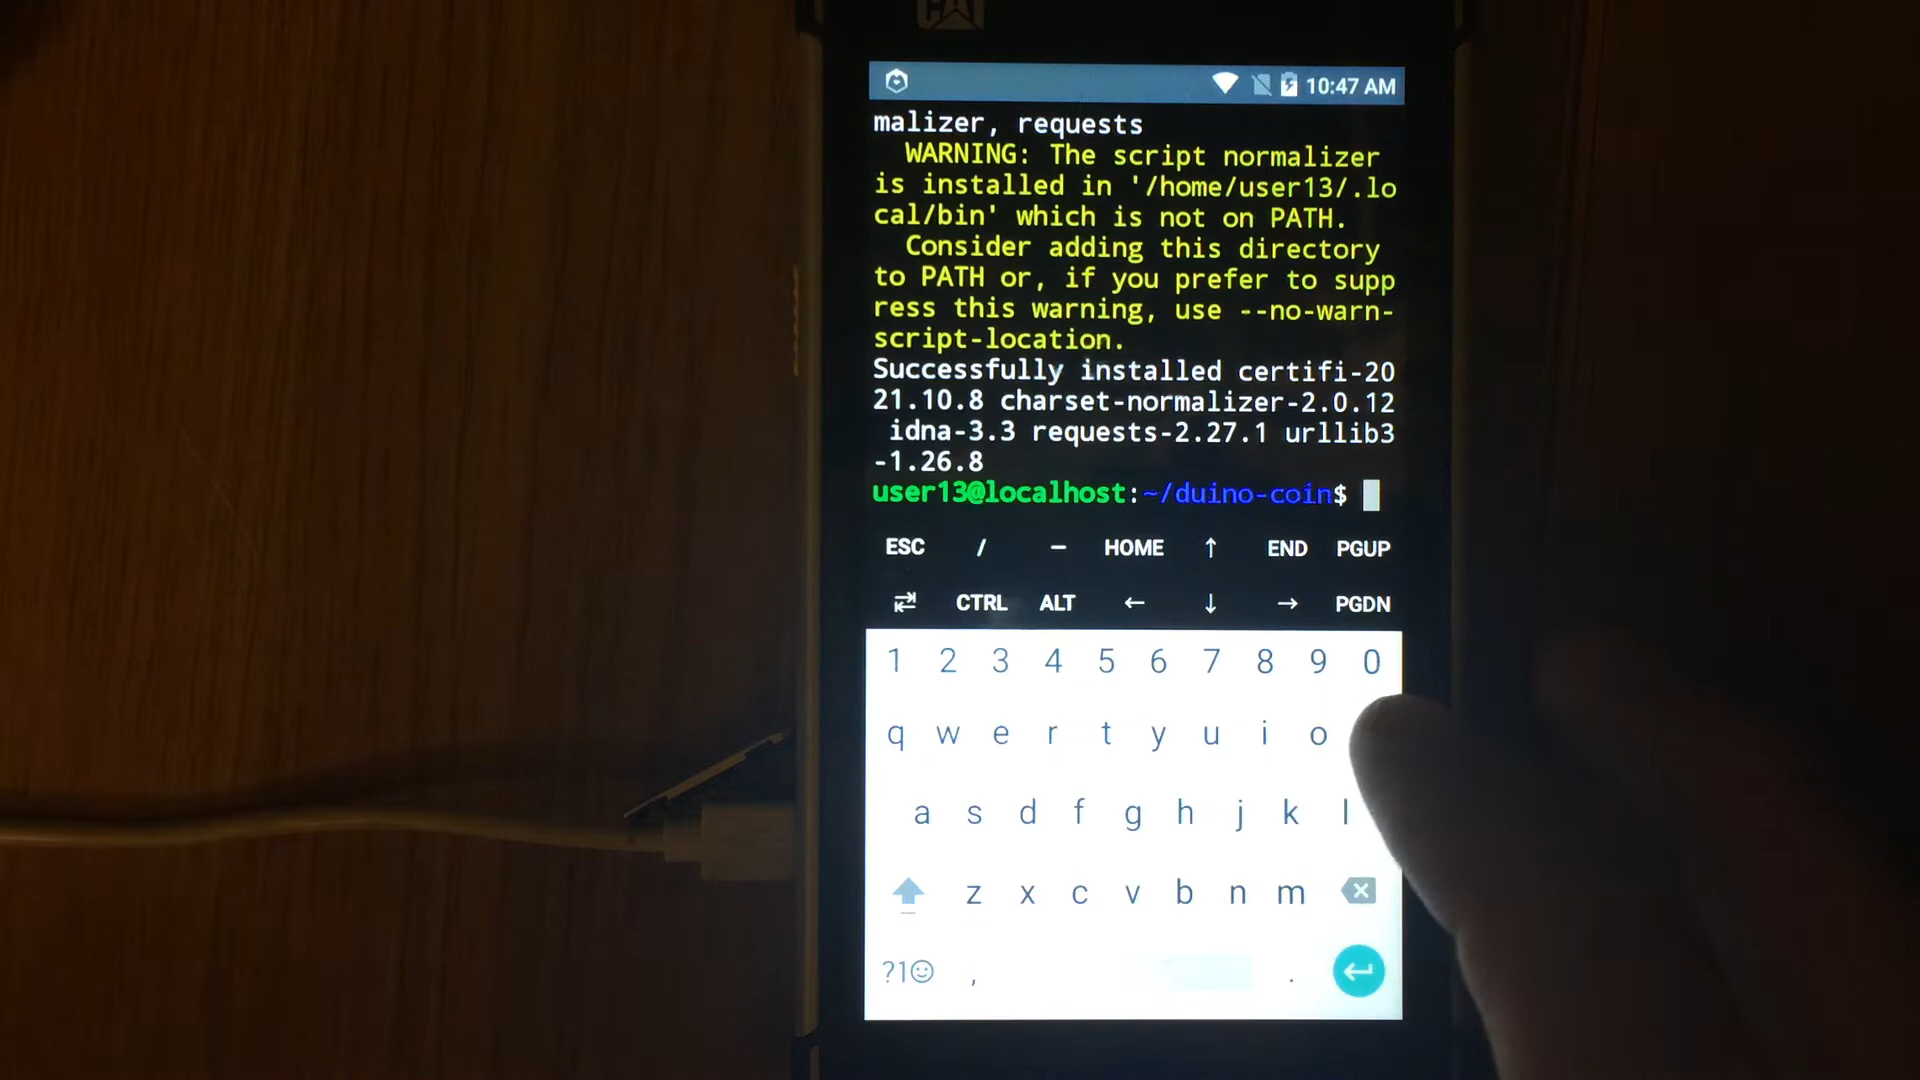 10:47 AM
malizer, requests
WARNING: The script normalizer
is installed in '/home/user13/.lo
cal/bin' which is not on PATH.
Consider adding this directory
to PATH or, if you prefer to supp
ress this warning, use --no-warn-
script-location.
Successfully installed certifi-20
21.10.8 charset-normalizer-2.0.12
idna-3.3 requests-2.27.1 urllib3
-1.26.8
user13@localhost:~/duino-coin$
ESC / — HOME ↑ END PGUP
CTRL ALT ← ↓ → PGDN
1 2 3 4 5 6 7 8 9 0
q w e r t y u i o
a s d f g h j k l
z x c v b n m
?1☺ , .